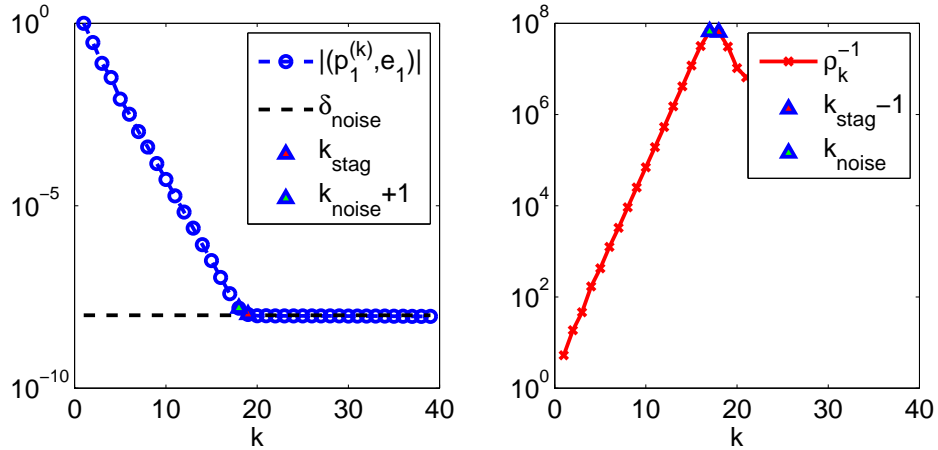 10^0
10^-5
10^-10
0 10 20 30 40
k
|(p_1^(k),e_1)|
δ_noise
k_stag
k_noise+1
10^8
10^6
10^4
10^2
10^0
0 10 20 30 40
k
ρ_k^-1
k_stag-1
k_noise